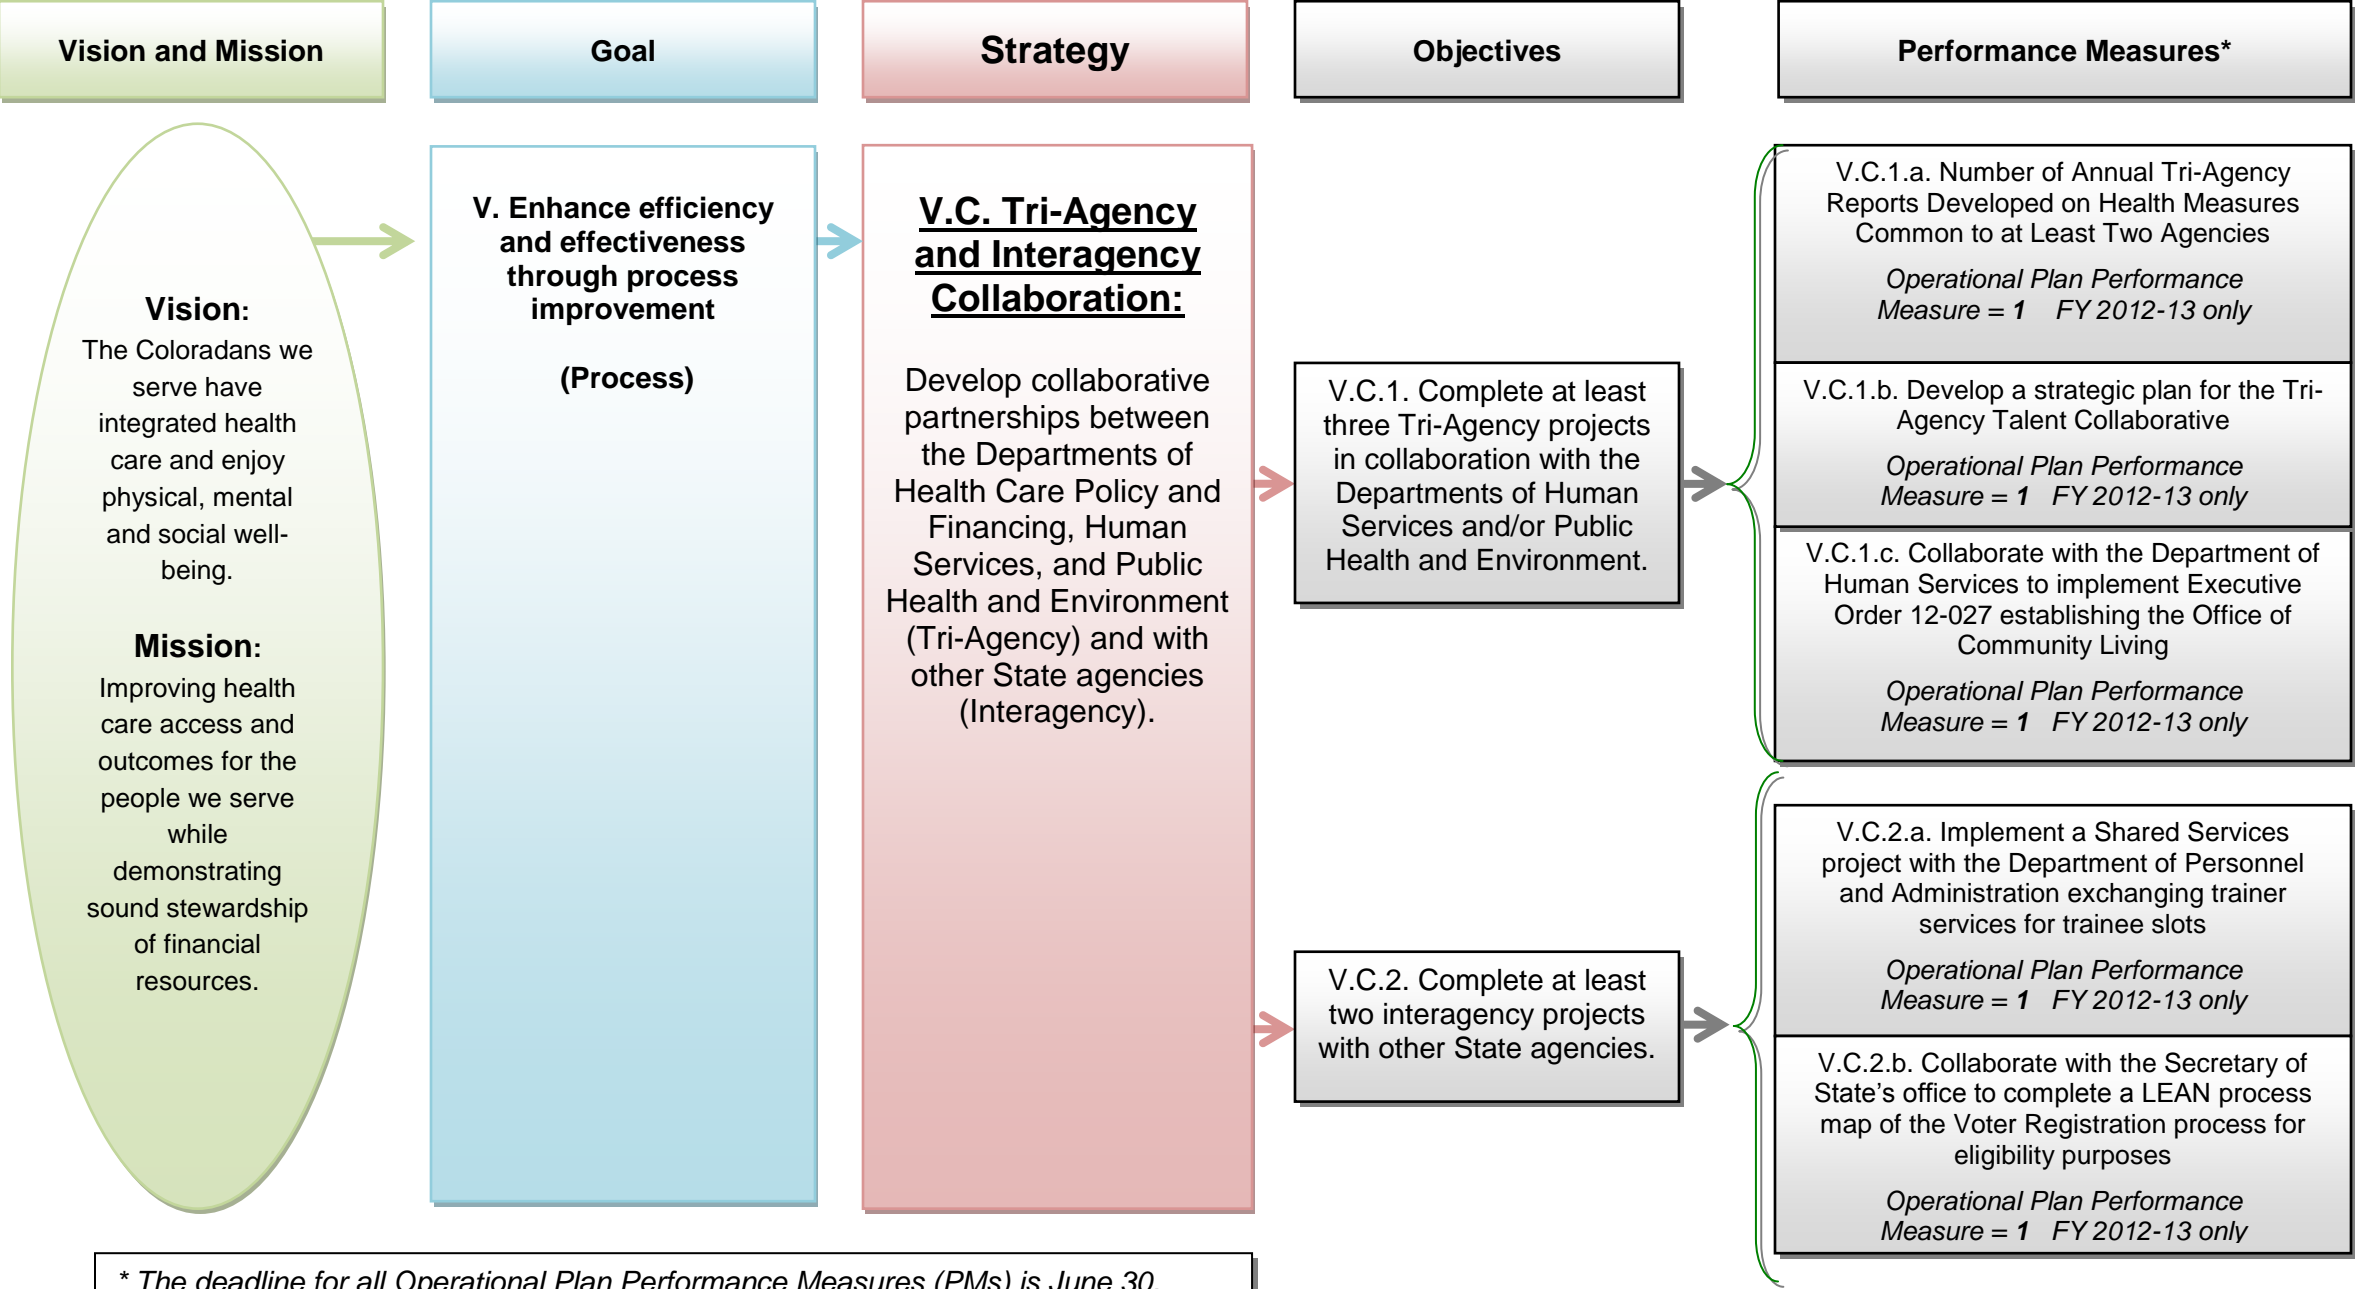 Vision and Mission
Goal
Strategy
Objectives
Performance Measures*
Vision:
The Coloradans we
serve have
integrated health
care and enjoy
physical, mental
and social well-
being.
Mission:
Improving health
care access and
outcomes for the
people we serve
while
demonstrating
sound stewardship
of financial
resources.
V. Enhance efficiency
and effectiveness
through process
improvement
(Process)
V.C. Tri-Agency
and Interagency
Collaboration:
Develop collaborative
partnerships between
the Departments of
Health Care Policy and
Financing, Human
Services, and Public
Health and Environment
(Tri-Agency) and with
other State agencies
(Interagency).
V.C.1. Complete at least
three Tri-Agency projects
in collaboration with the
Departments of Human
Services and/or Public
Health and Environment.
V.C.2. Complete at least
two interagency projects
with other State agencies.
V.C.1.a. Number of Annual Tri-Agency
Reports Developed on Health Measures
Common to at Least Two Agencies
Operational Plan Performance
Measure = 1 FY 2012-13 only
V.C.1.b. Develop a strategic plan for the Tri-
Agency Talent Collaborative
Operational Plan Performance
Measure = 1 FY 2012-13 only
V.C.1.c. Collaborate with the Department of
Human Services to implement Executive
Order 12-027 establishing the Office of
Community Living
Operational Plan Performance
Measure = 1 FY 2012-13 only
V.C.2.a. Implement a Shared Services
project with the Department of Personnel
and Administration exchanging trainer
services for trainee slots
Operational Plan Performance
Measure = 1 FY 2012-13 only
V.C.2.b. Collaborate with the Secretary of
State’s office to complete a LEAN process
map of the Voter Registration process for
eligibility purposes
Operational Plan Performance
Measure = 1 FY 2012-13 only
* The deadline for all Operational Plan Performance Measures (PMs) is June 30.